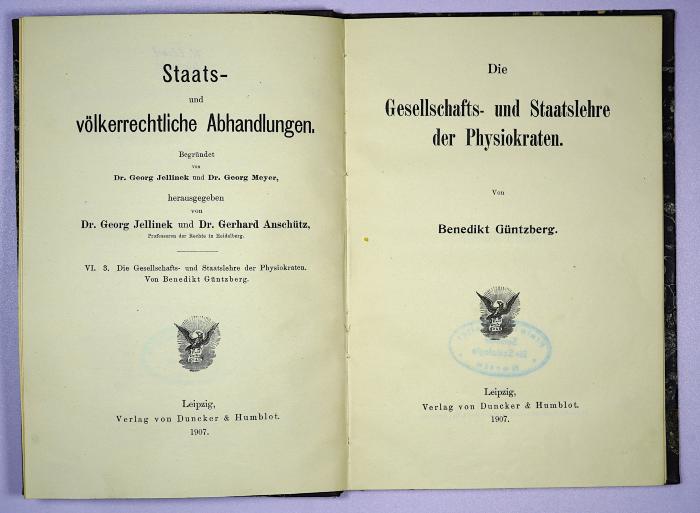 Staats-
und
völkerrechtliche Abhandlungen.
Begründet
von
Dr. Georg Jellinek und Dr. Georg Meyer,
herausgegeben
von
Dr. Georg Jellinek und Dr. Gerhard Anschütz,
Professoren der Rechte in Heidelberg.
VI. 3. Die Gesellschafts- und Staatslehre der Physiokraten.
Von Benedikt Güntzberg.
Leipzig,
Verlag von Duncker & Humblot.
1907.
Die
Gesellschafts- und Staatslehre
der Physiokraten.
Von
Benedikt Güntzberg.
Leipzig,
Verlag von Duncker & Humblot.
1907.